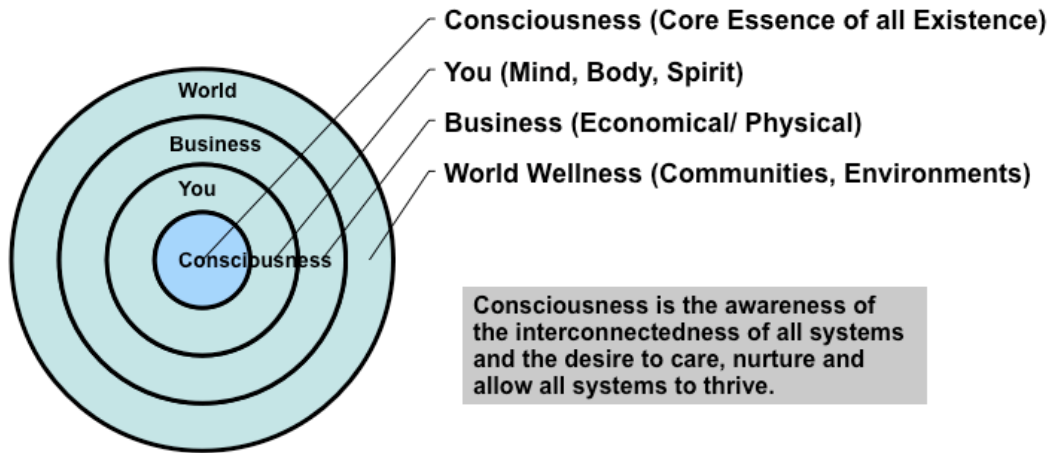 Consciousness (Core Essence of all Existence)
You (Mind, Body, Spirit)
Business (Economical/ Physical)
World Wellness (Communities, Environments)
World
Business
You
Consciousness
Consciousness is the awareness of
the interconnectedness of all systems
and the desire to care, nurture and
allow all systems to thrive.